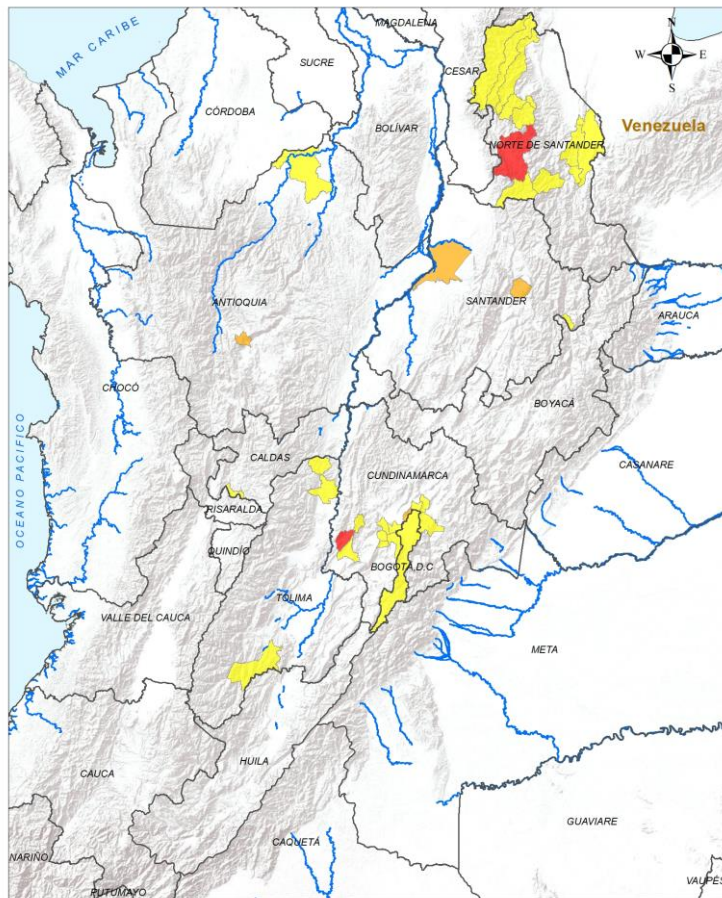 MAR CARIBE
MAGDALENA
SUCRE
CESAR
CÓRDOBA
BOLÍVAR
N
W
E
S
Venezuela
NORTE DE SANTANDER
ANTIOQUIA
SANTANDER
ARAUCA
CHOCÓ
BOYACÁ
OCEANO PACIFICO
CALDAS
CUNDINAMARCA
CASANARE
RISARALDA
QUINDÍO
BOGOTÁ D.C
TOLIMA
VALLE DEL CAUCA
META
HUILA
CAUCA
GUAVIARE
CAQUETÁ
NARIÑO
PUTUMAYO
VAUPÉS